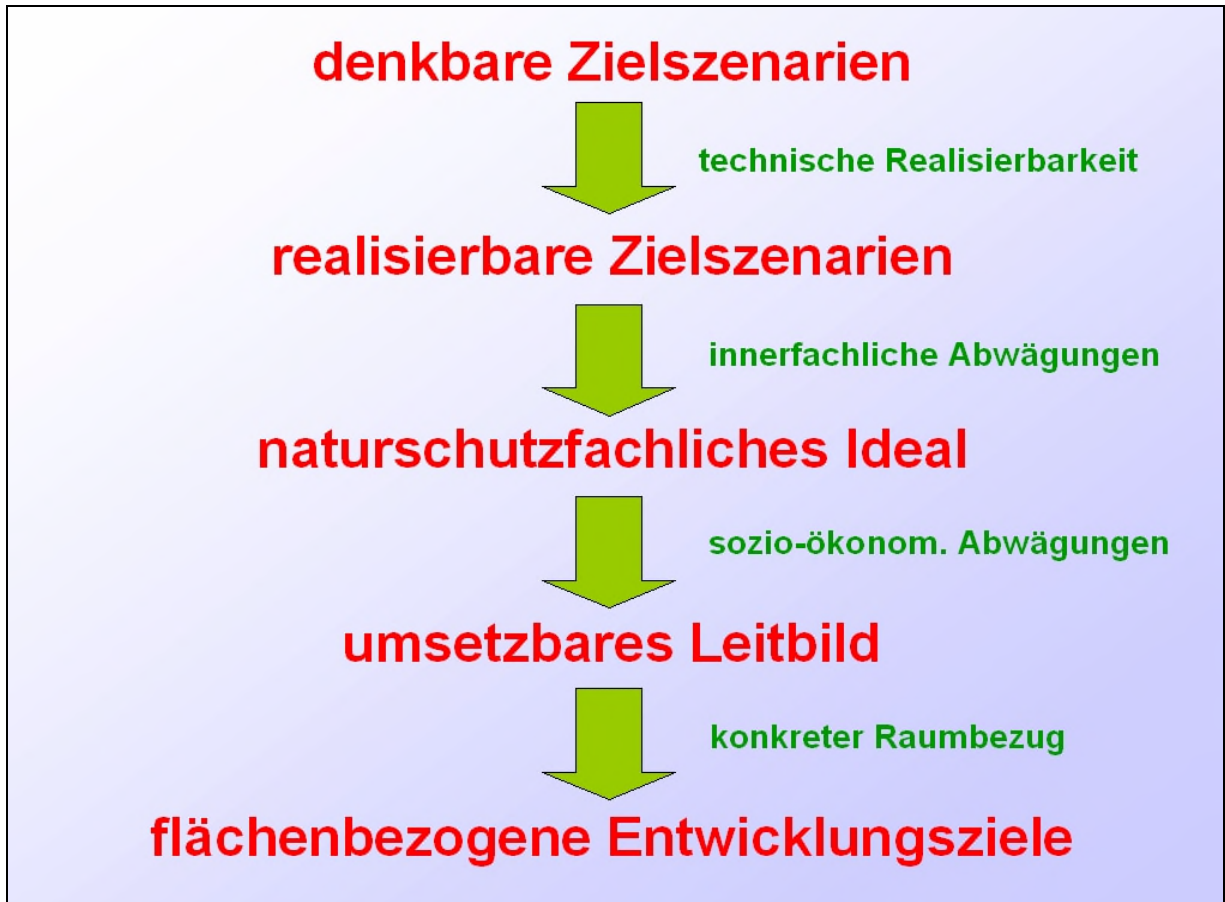 denkbare Zielszenarien
technische Realisierbarkeit
realisierbare Zielszenarien
innerfachliche Abwägungen
naturschutzfachliches Ideal
sozio-ökonom. Abwägungen
umsetzbares Leitbild
konkreter Raumbezug
flächenbezogene Entwicklungsziele